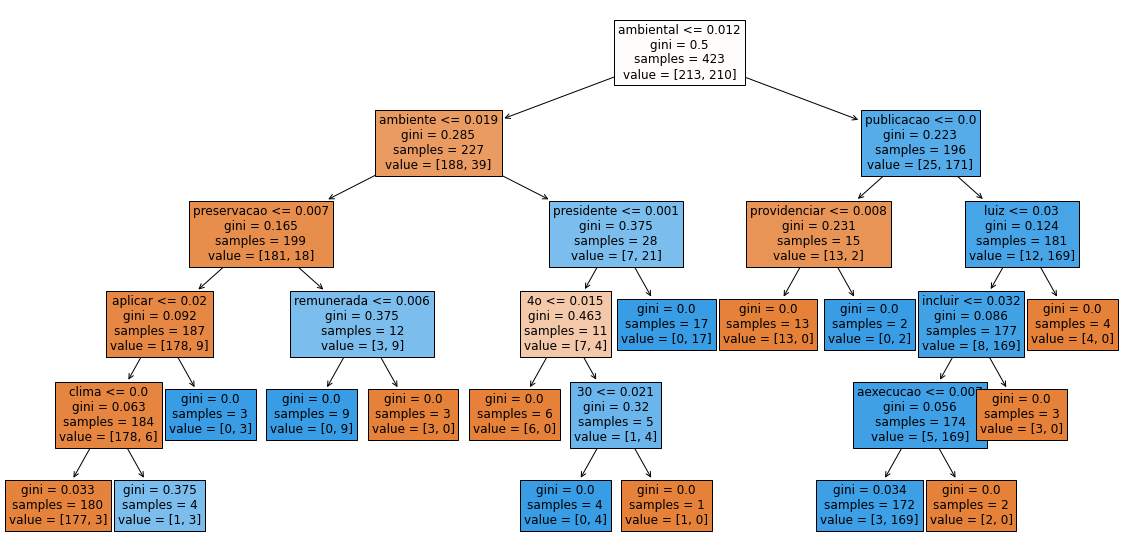 ambiental <= 0.012
gini = 0.5
samples = 423
value = [213, 210]
ambiente <= 0.019
gini = 0.285
samples = 227
value = [188, 39]
publicacao <= 0.0
gini = 0.223
samples = 196
value = [25, 171]
preservacao <= 0.007
gini = 0.165
samples = 199
value = [181, 18]
presidente <= 0.001
gini = 0.375
samples = 28
value = [7, 21]
providenciar <= 0.008
gini = 0.231
samples = 15
value = [13, 2]
luiz <= 0.03
gini = 0.124
samples = 181
value = [12, 169]
aplicar <= 0.02
gini = 0.092
samples = 187
value = [178, 9]
remunerada <= 0.006
gini = 0.375
samples = 12
value = [3, 9]
4o <= 0.015
gini = 0.463
samples = 11
value = [7, 4]
gini = 0.0
samples = 17
value = [0, 17]
gini = 0.0
samples = 13
value = [13, 0]
gini = 0.0
samples = 2
value = [0, 2]
incluir <= 0.032
gini = 0.086
samples = 177
value = [8, 169]
gini = 0.0
samples = 4
value = [4, 0]
clima <= 0.0
gini = 0.063
samples = 184
value = [178, 6]
gini = 0.0
samples = 3
value = [0, 3]
gini = 0.0
samples = 9
value = [0, 9]
gini = 0.0
samples = 3
value = [3, 0]
gini = 0.0
samples = 6
value = [6, 0]
30 <= 0.021
gini = 0.32
samples = 5
value = [1, 4]
aexecucao <=
gini = 0.056
samples = 174
value = [5, 169]
gini = 0.0
samples = 3
value = [3, 0]
gini = 0.033
samples = 180
value = [177, 3]
gini = 0.375
samples = 4
value = [1, 3]
gini = 0.0
samples = 4
value = [0, 4]
gini = 0.0
samples = 1
value = [1, 0]
gini = 0.034
samples = 172
value = [3, 169]
gini = 0.0
samples = 2
value = [2, 0]